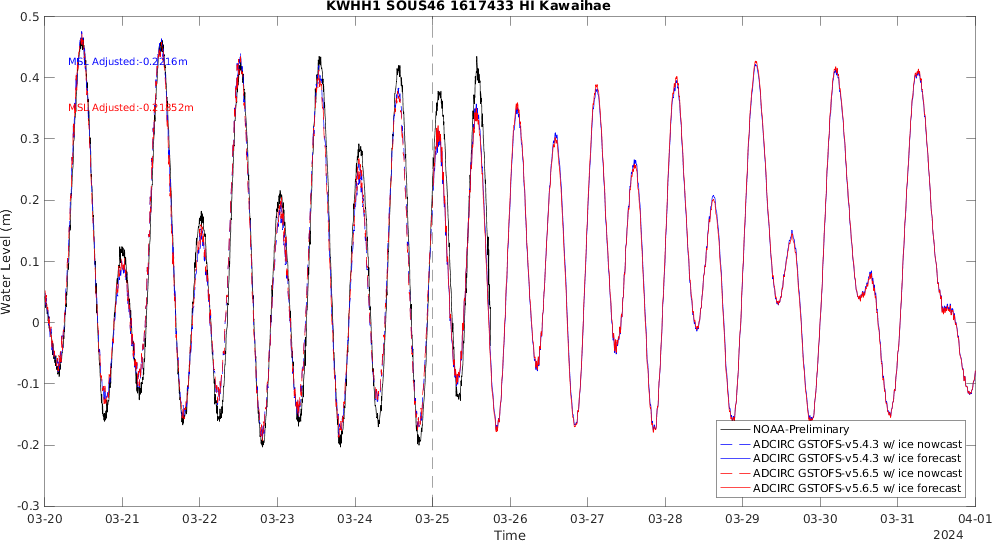 KWHH1 SOUS46 1617433 HI Kawaihae
0.5
0.4
0.3
0.2
0.1
0
-0.1
-0.2
-0.3
Water Level (m)
MSL Adjusted:-0.2216m
MSL Adjusted:-0.21352m
NOAA-Preliminary
ADCIRC GSTOFS-v5.4.3 w/ ice nowcast
ADCIRC GSTOFS-v5.4.3 w/ ice forecast
ADCIRC GSTOFS-v5.6.5 w/ ice nowcast
ADCIRC GSTOFS-v5.6.5 w/ ice forecast
03-20 03-21 03-22 03-23 03-24 03-25 03-26 03-27 03-28 03-29 03-30 03-31 04-01
Time
2024